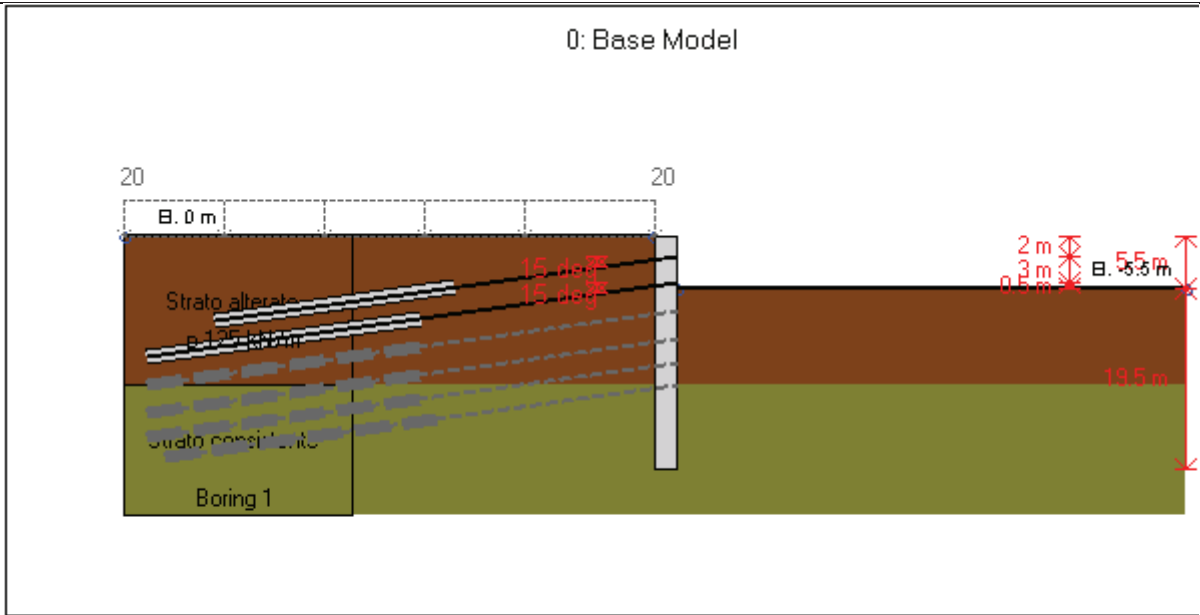 0: Base Model
20
20
El. 0 m
2 m
5.5 m
15 deg
3 m
El. -5.5 m
0.5 m
15 deg
Strato alterato
19.5 m
Strato consistente
Boring 1